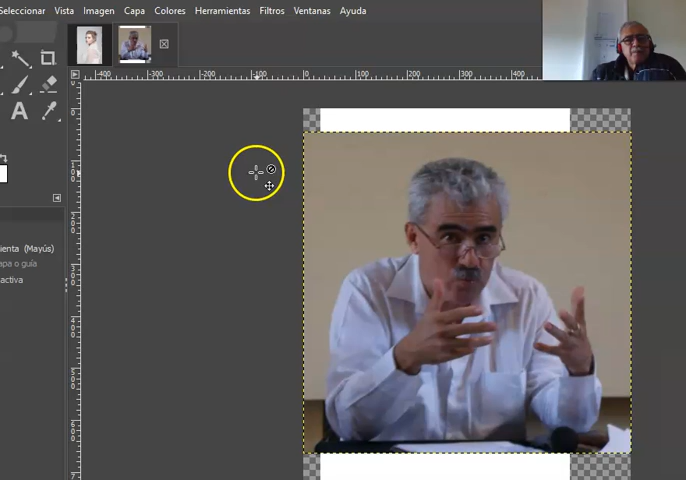 Seleccionar Vista Imagen Capa Colores Herramientas Filtros Ventanas Ayuda
-400 -300 -200 -100 0 100 200 300 400
A
ienta (Mayús)
apa o guía
activa